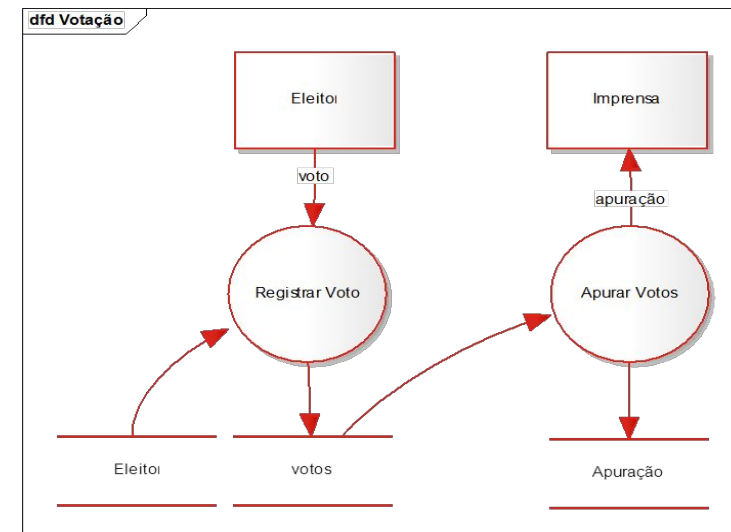 dfd Votação
Eleitor
Imprensa
voto
apuração
Registrar Voto
Apurar Votos
Eleitor
votos
Apuração